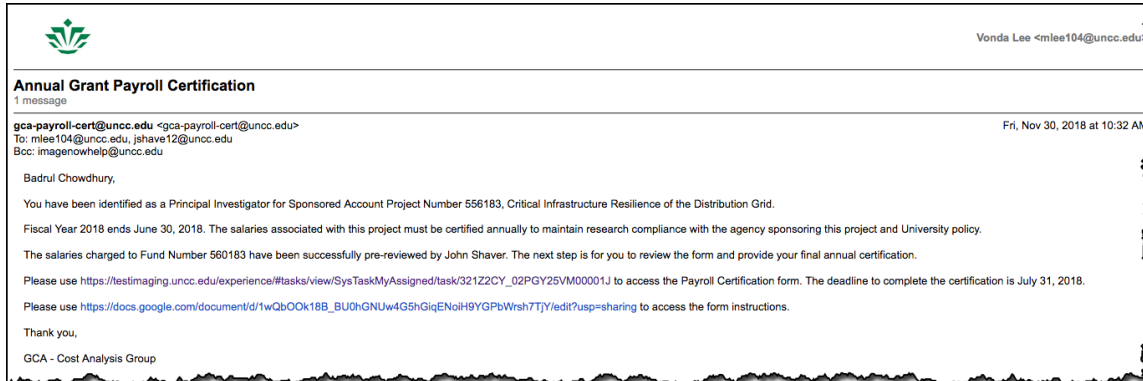 Vonda Lee <mlee104@uncc.edu>
Annual Grant Payroll Certification
1 message
gca-payroll-cert@uncc.edu <gca-payroll-cert@uncc.edu>
Fri, Nov 30, 2018 at 10:32 AM
To: mlee104@uncc.edu, jshave12@uncc.edu
Bcc: imagenowhelp@uncc.edu
Badrul Chowdhury,
You have been identified as a Principal Investigator for Sponsored Account Project Number 556183, Critical Infrastructure Resilience of the Distribution Grid.
Fiscal Year 2018 ends June 30, 2018. The salaries associated with this project must be certified annually to maintain research compliance with the agency sponsoring this project and University policy.
The salaries charged to Fund Number 560183 have been successfully pre-reviewed by John Shaver. The next step is for you to review the form and provide your final annual certification.
Please use https://testimaging.uncc.edu/experience/#tasks/view/SysTaskMyAssigned/task/321Z2CY_02PGY25VM00001J to access the Payroll Certification form. The deadline to complete the certification is July 31, 2018.
Please use https://docs.google.com/document/d/1wQbOOk18B_BU0hGNUw4G5hGiqENoiH9YGPbWrsh7TjY/edit?usp=sharing to access the form instructions.
Thank you,
GCA - Cost Analysis Group